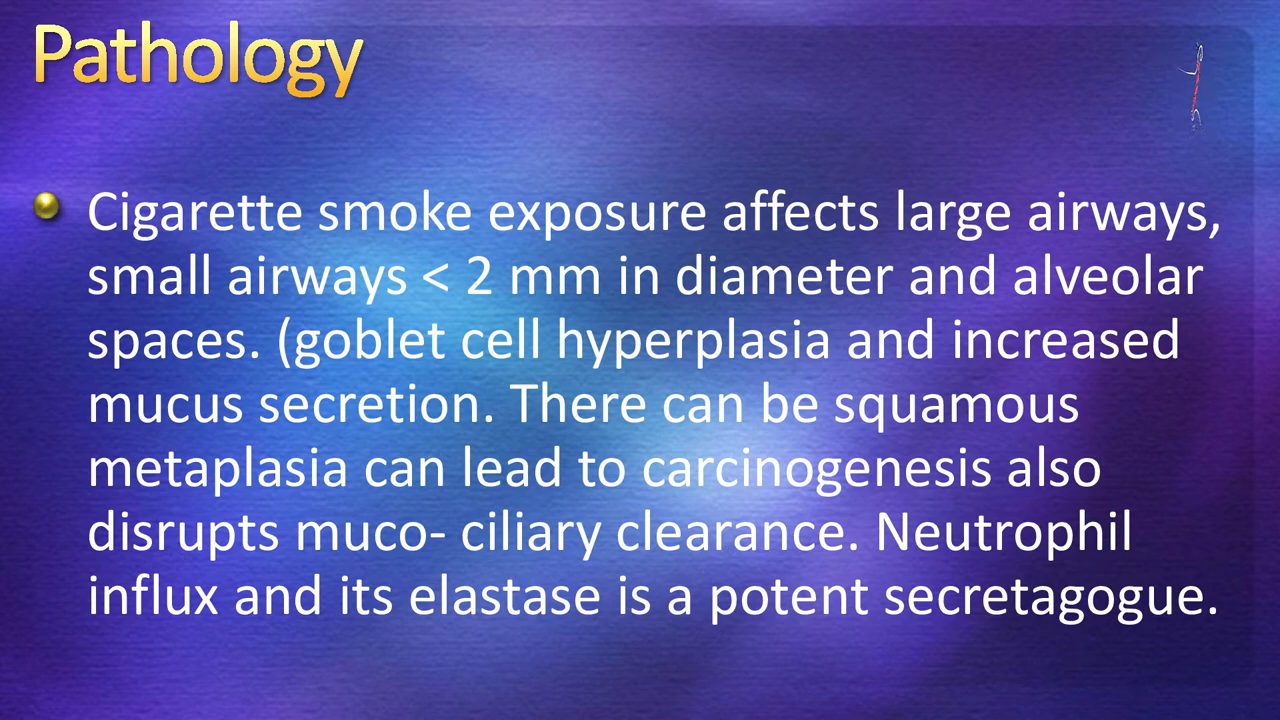 Pathology
Cigarette smoke exposure affects large airways,
small airways < 2 mm in diameter and alveolar
spaces. (goblet cell hyperplasia and increased
mucus secretion. There can be squamous
metaplasia can lead to carcinogenesis also
disrupts muco- ciliary clearance. Neutrophil
influx and its elastase is a potent secretagogue.